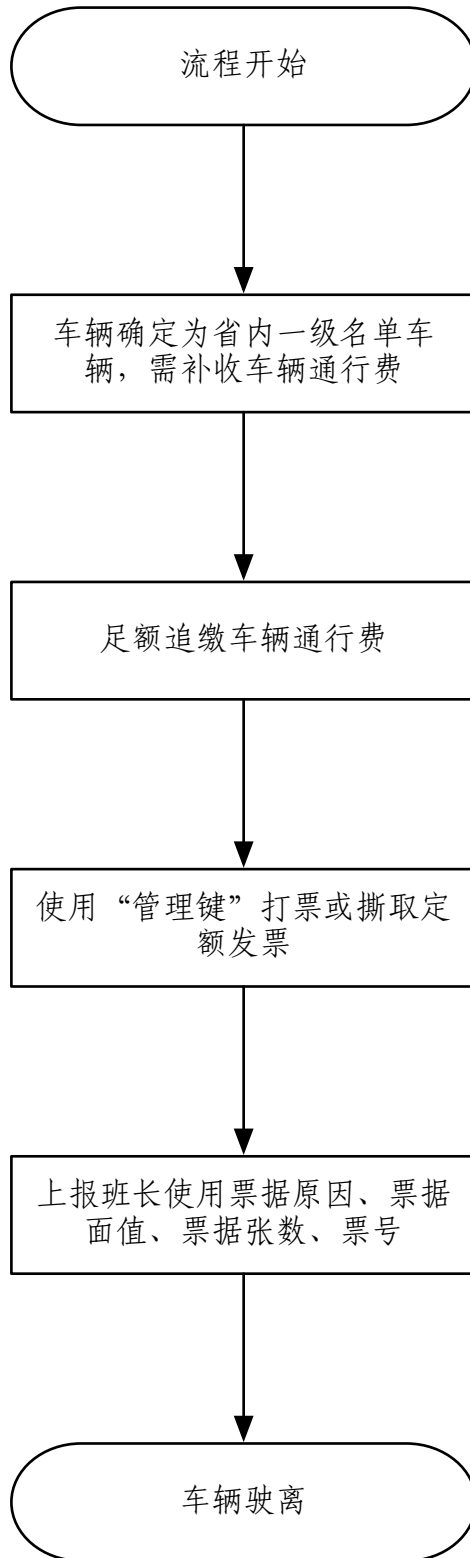 流程开始
车辆确定为省内一级名单车
辆，需补收车辆通行费
足额追缴车辆通行费
使用“管理键”打票或撕取定
额发票
上报班长使用票据原因、票据
面值、票据张数、票号
车辆驶离